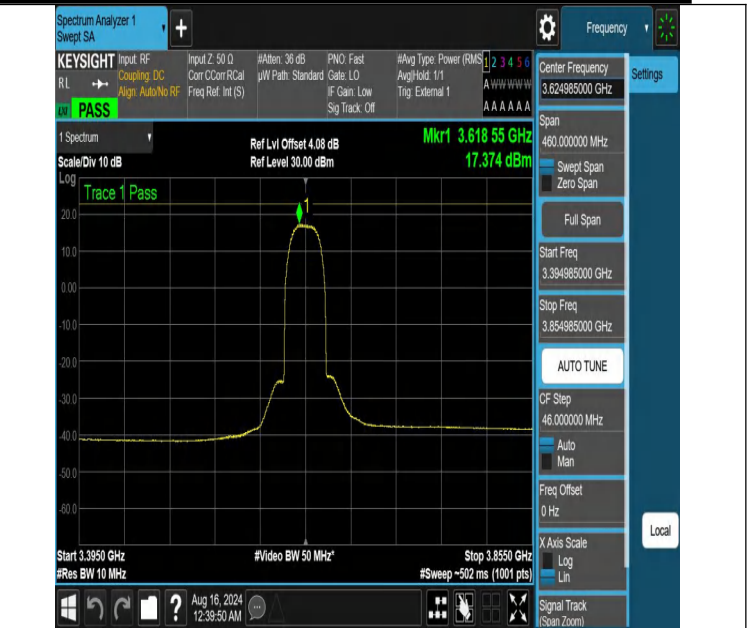 Spectrum Analyzer 1
Swept SA
+
Frequency
KEYSIGHT
RL
LXI PASS
Input: RF
Coupling: DC
Align: Auto/No RF
Input Z: 50 Ω
Corr CCorr RCal
Freq Ref: Int (S)
#Atten: 36 dB
µW Path: Standard
PNO: Fast
Gate: LO
IF Gain: Low
Sig Track: Off
#Avg Type: Power (RMS
Avg|Hold: 1/1
Trig: External 1
1 2 3 4 5 6
A W W W W W
A A A A A A
Center Frequency
3.624985000 GHz
Settings
1 Spectrum
Scale/Div 10 dB
Ref Lvl Offset 4.08 dB
Ref Level 30.00 dBm
Mkr1 3.618 55 GHz
17.374 dBm
Log
Trace 1 Pass
1
20.0
10.0
0.00
-10.0
-20.0
-30.0
-40.0
-50.0
-60.0
Start 3.3950 GHz
#Res BW 10 MHz
#Video BW 50 MHz*
Stop 3.8550 GHz
#Sweep ~502 ms (1001 pts)
Span
460.000000 MHz
Swept Span
Zero Span
Full Span
Start Freq
3.394985000 GHz
Stop Freq
3.854985000 GHz
AUTO TUNE
CF Step
46.000000 MHz
Auto
Man
Freq Offset
0 Hz
X Axis Scale
Log
Lin
Signal Track
(Span Zoom)
Local
?
Aug 16, 2024
12:39:50 AM